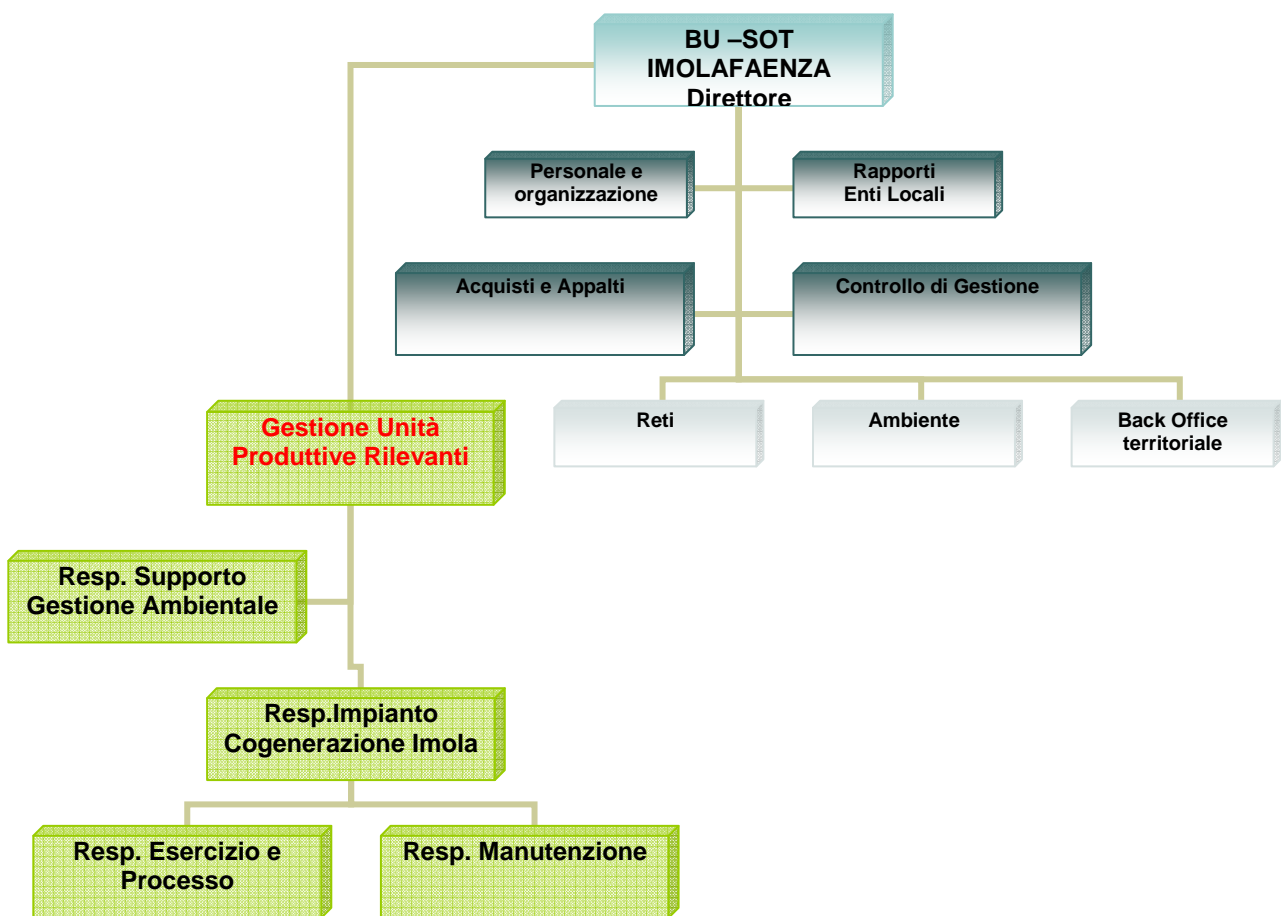 BU –SOT
IMOLAFAENZA
Direttore
Personale e
organizzazione
Rapporti
Enti Locali
Acquisti e Appalti
Controllo di Gestione
Gestione Unità
Produttive Rilevanti
Reti
Ambiente
Back Office
territoriale
Resp. Supporto
Gestione Ambientale
Resp.Impianto
Cogenerazione Imola
Resp. Esercizio e
Processo
Resp. Manutenzione